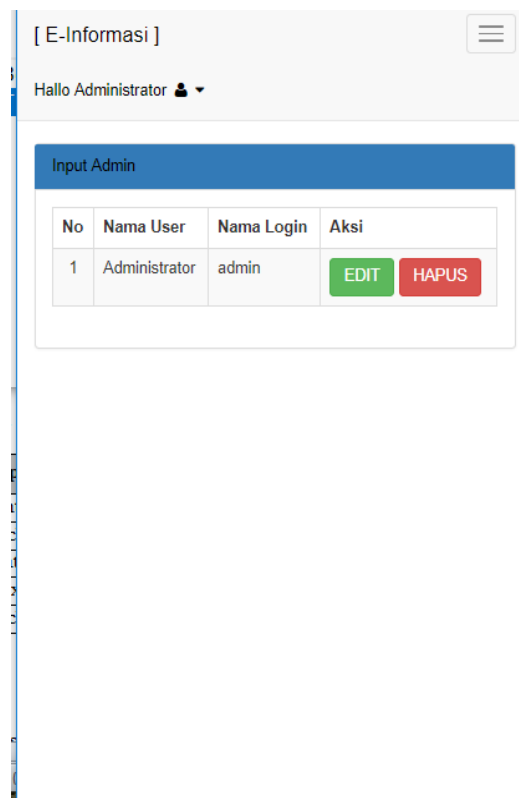 [ E-Informasi ]
Hallo Administrator
Input Admin
No Nama User Nama Login Aksi
1 Administrator admin EDIT HAPUS